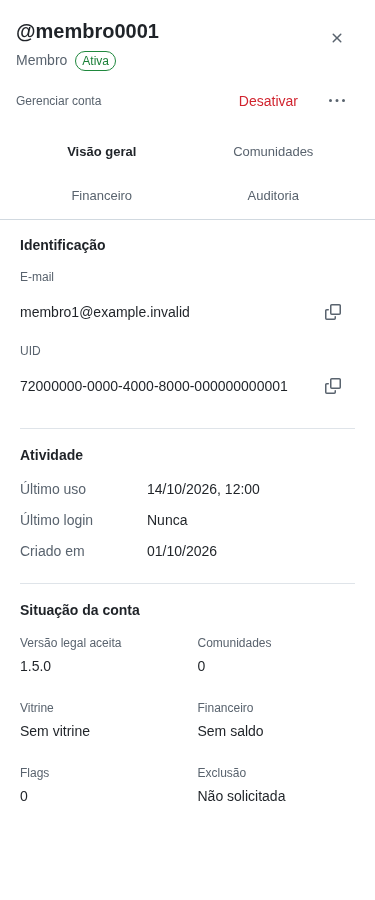 @membro0001
Membro Ativa
Gerenciar conta Desativar
Visão geral Comunidades
Financeiro Auditoria
Identificação
E-mail
membro1@example.invalid
UID
72000000-0000-4000-8000-000000000001
Atividade
Último uso 14/10/2026, 12:00
Último login Nunca
Criado em 01/10/2026
Situação da conta
Versão legal aceita Comunidades
1.5.0 0
Vitrine Financeiro
Sem vitrine Sem saldo
Flags Exclusão
0 Não solicitada